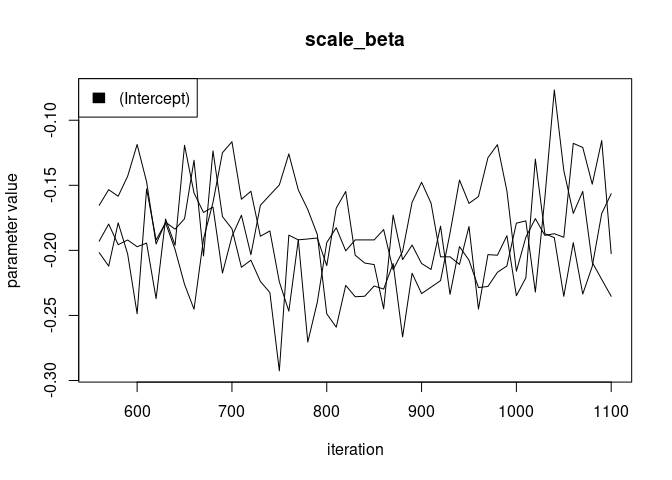 scale_beta
(Intercept)
-0.10
-0.15
-0.20
-0.25
-0.30
parameter value
600 700 800 900 1000 1100
iteration